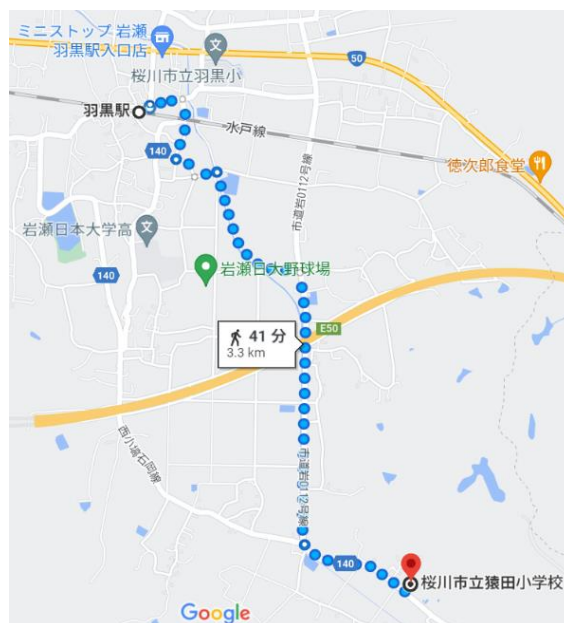 ミニストップ 岩瀬
羽黒駅入口店
桜川市立羽黒小
50
羽黒駅
水戸線
140
徳次郎食堂
市道岩0112号線
岩瀬日本大学高
140
岩瀬日大野球場
E50
41 分
3.3 km
市道岩0112号線
140
桜川市立猿田小学校
Google